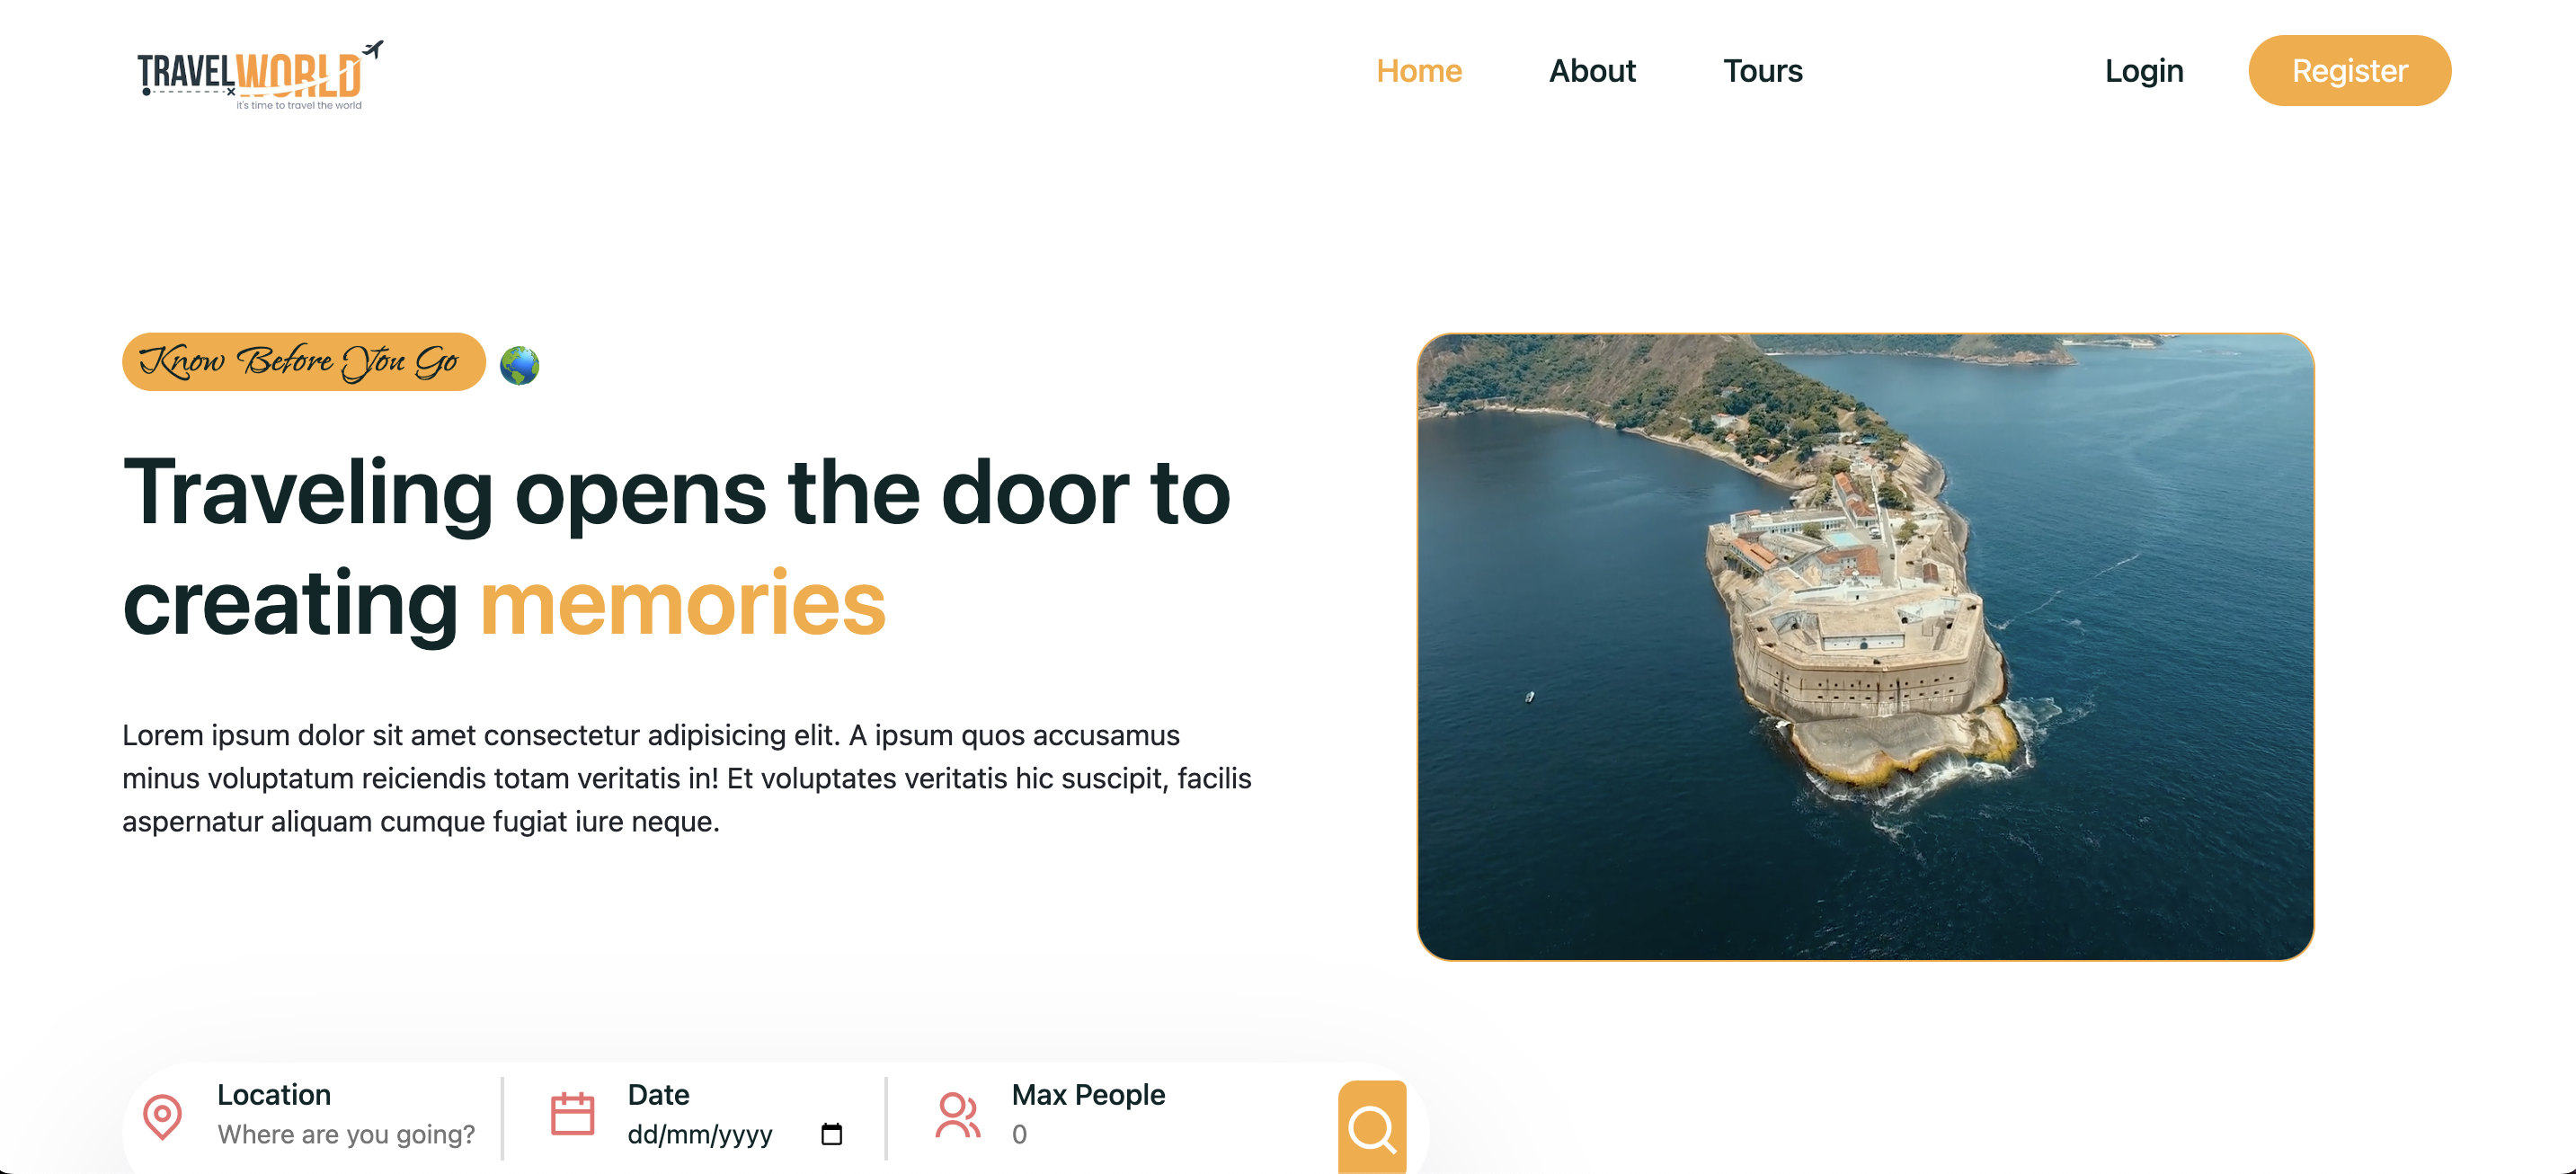 TRAVELWORLD
it's time to travel the world
Home About Tours Login Register
Know Before You Go
Traveling opens the door to
creating memories
Lorem ipsum dolor sit amet consectetur adipisicing elit. A ipsum quos accusamus
minus voluptatum reiciendis totam veritatis in! Et voluptates veritatis hic suscipit, facilis
aspernatur aliquam cumque fugiat iure neque.
Location Date Max People
Where are you going? dd/mm/yyyy 0